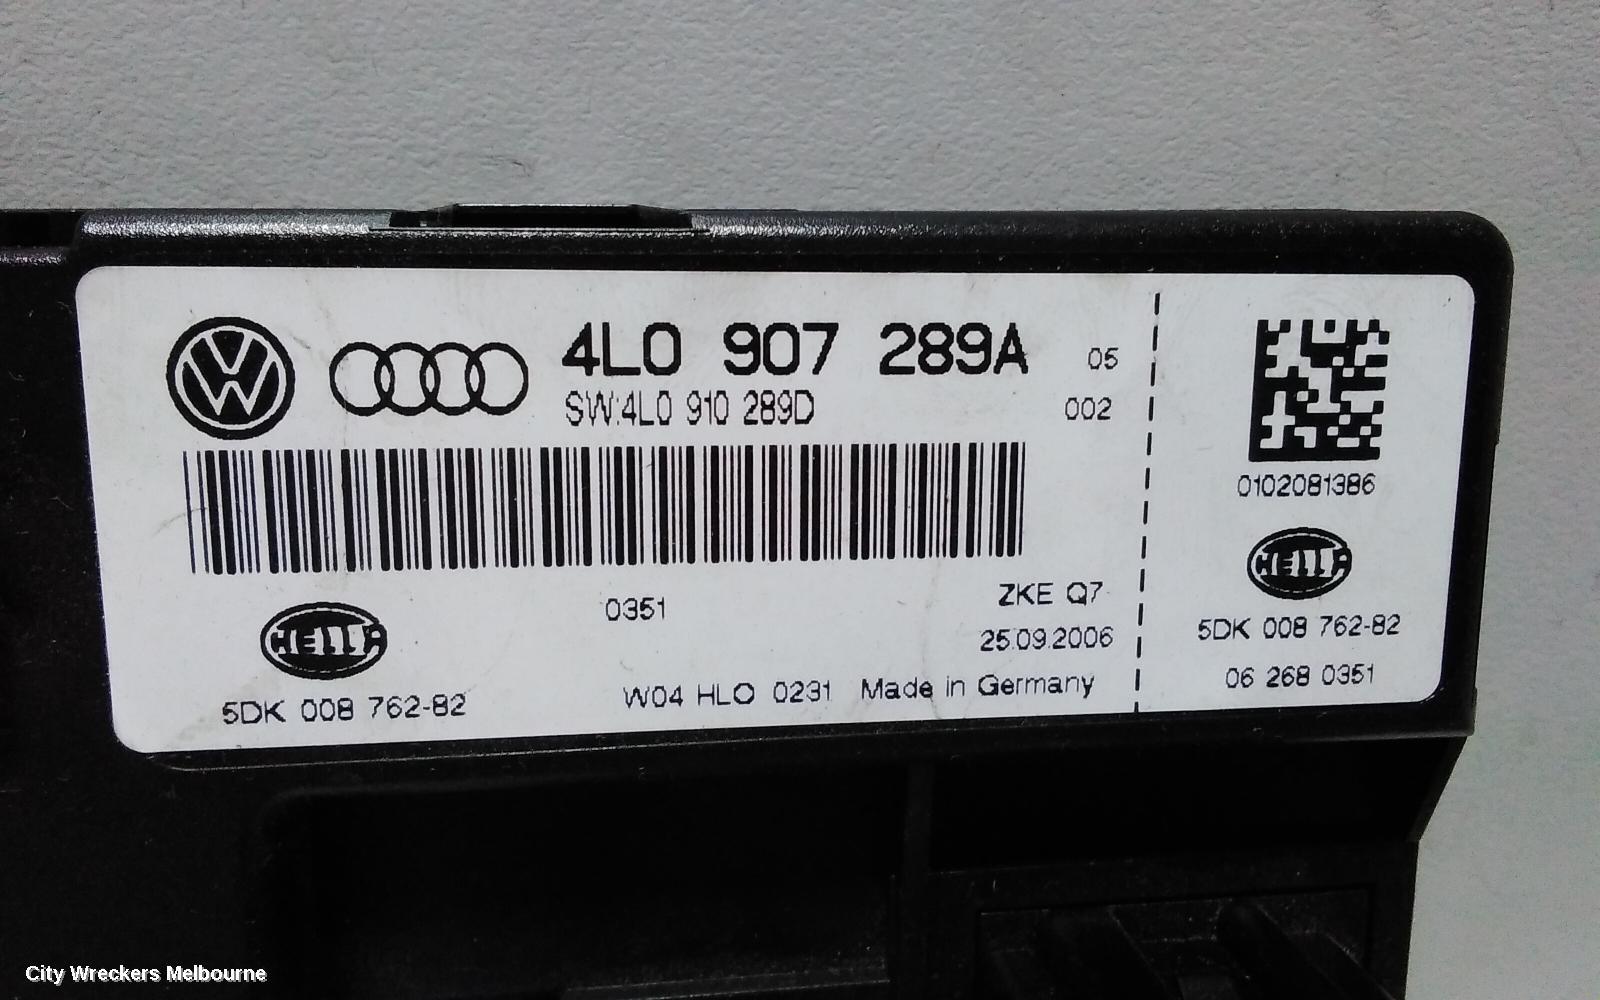 4L0 907 289A 05
SW:4L0 910 289D 002
0351
ZKE Q7
25.09.2006
HELLA
5DK 008 762-82
W04 HLO 0231 Made in Germany
0102081386
HELLA
5DK 008 762-82
06 268 0351
City Wreckers Melbourne